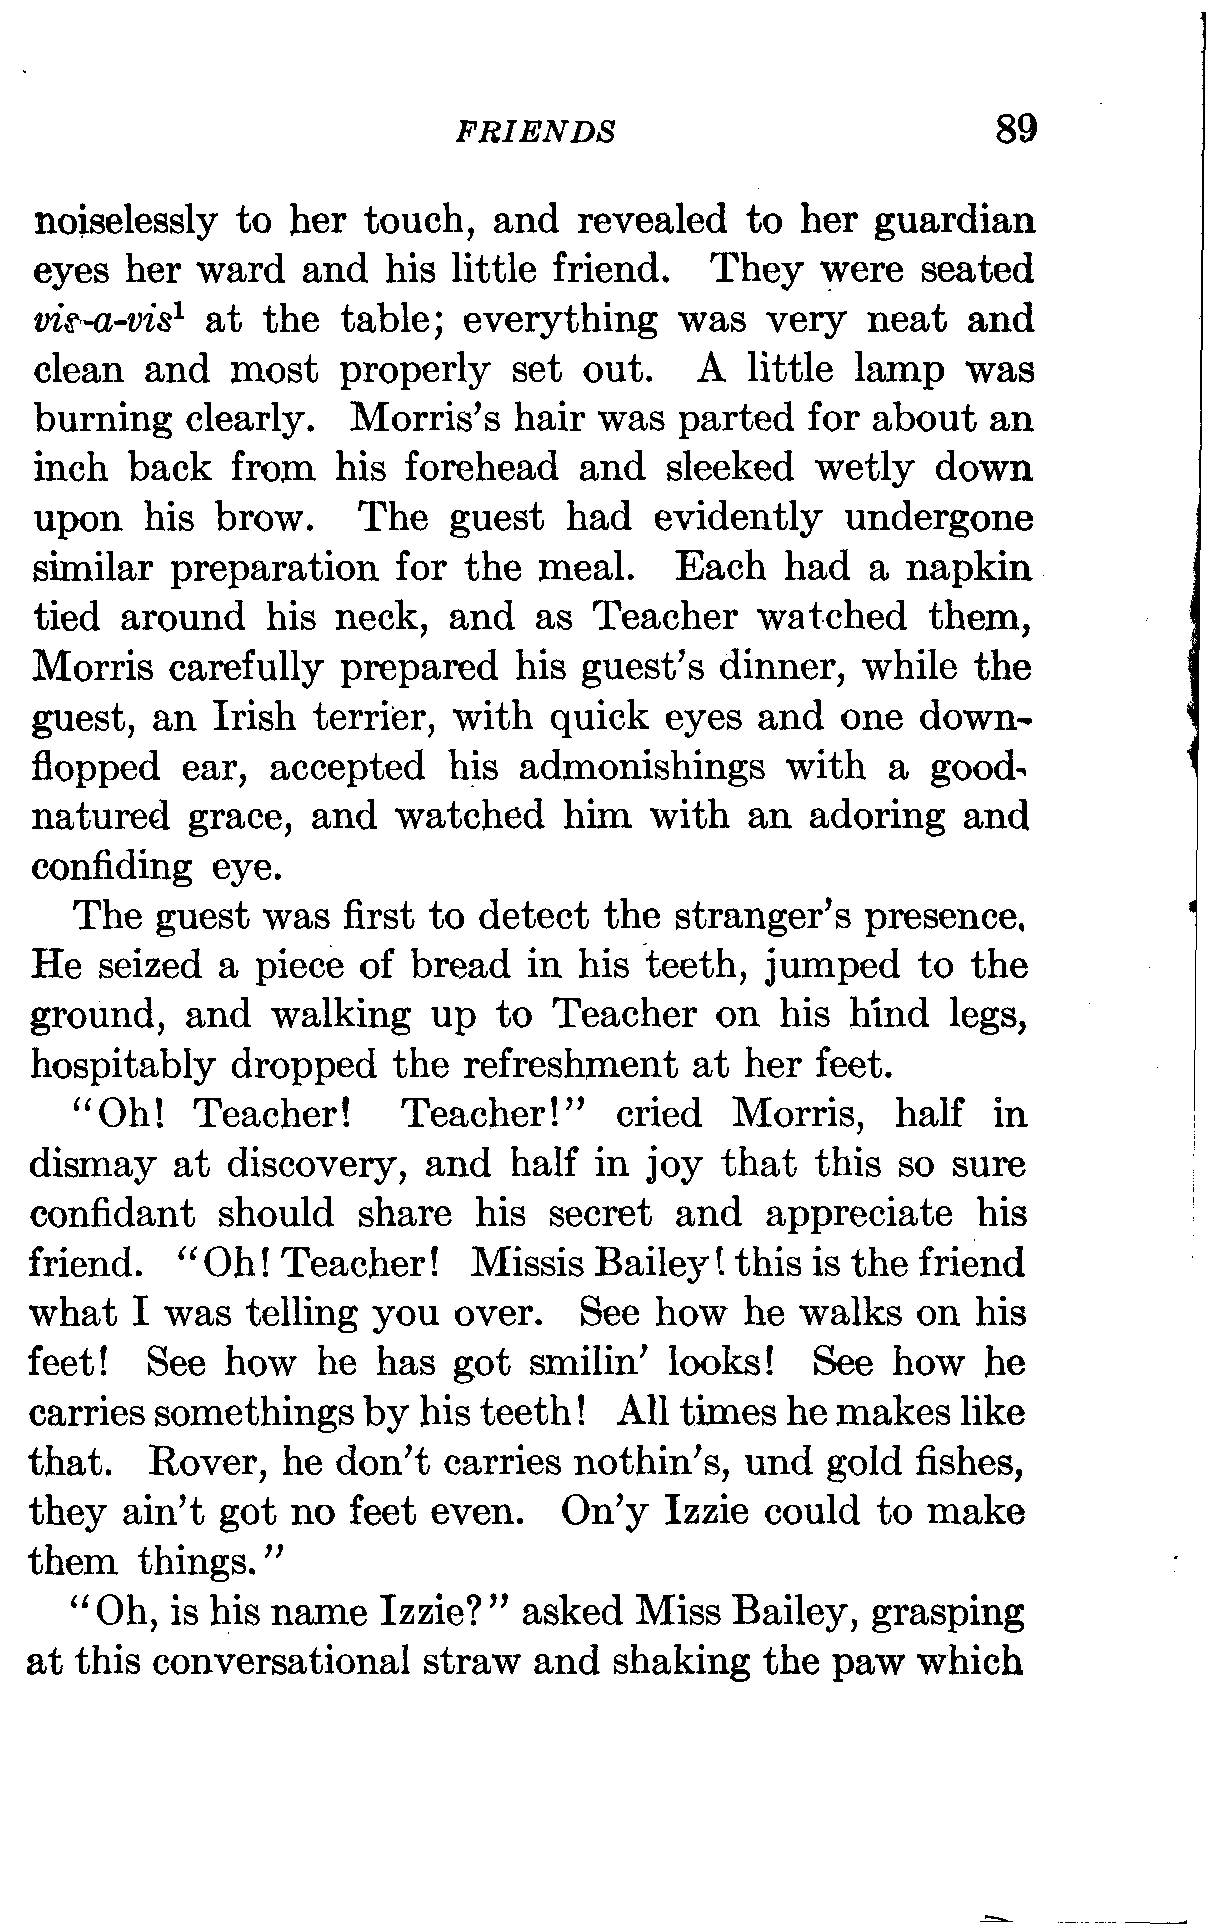 FRIENDS 89
noiselessly to her touch, and revealed to her guardian
eyes her ward and his little friend. They were seated
vis-a-vis¹ at the table; everything was very neat and
clean and most properly set out. A little lamp was
burning clearly. Morris's hair was parted for about an
inch back from his forehead and sleeked wetly down
upon his brow. The guest had evidently undergone
similar preparation for the meal. Each had a napkin
tied around his neck, and as Teacher watched them,
Morris carefully prepared his guest's dinner, while the
guest, an Irish terrier, with quick eyes and one down-
flopped ear, accepted his admonishings with a good-
natured grace, and watched him with an adoring and
confiding eye.
The guest was first to detect the stranger's presence.
He seized a piece of bread in his teeth, jumped to the
ground, and walking up to Teacher on his hind legs,
hospitably dropped the refreshment at her feet.
"Oh! Teacher! Teacher!" cried Morris, half in
dismay at discovery, and half in joy that this so sure
confidant should share his secret and appreciate his
friend. "Oh! Teacher! Missis Bailey! this is the friend
what I was telling you over. See how he walks on his
feet! See how he has got smilin' looks! See how he
carries somethings by his teeth! All times he makes like
that. Rover, he don't carries nothin's, und gold fishes,
they ain't got no feet even. On'y Izzie could to make
them things."
"Oh, is his name Izzie?" asked Miss Bailey, grasping
at this conversational straw and shaking the paw which